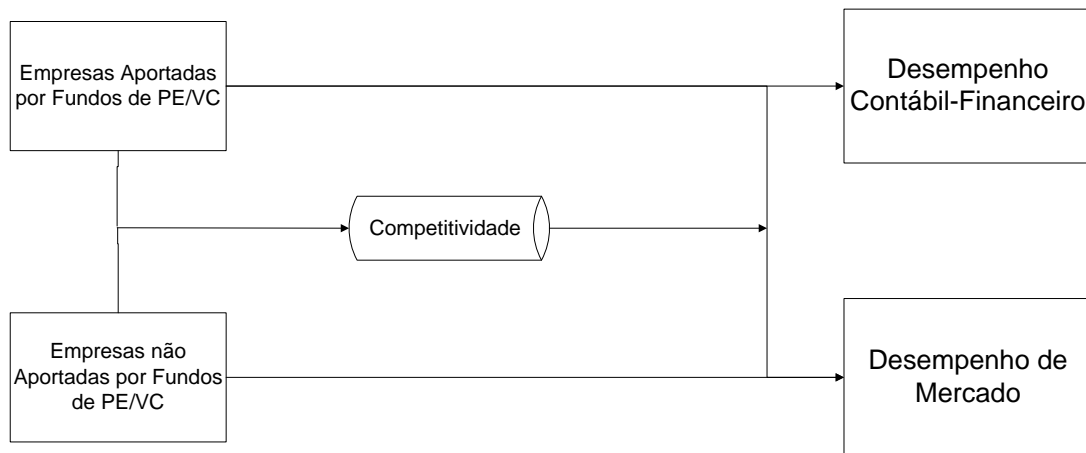 Empresas Aportadas
por Fundos de PE/VC
Desempenho
Contábil-Financeiro
Competitividade
Empresas não
Aportadas por Fundos
de PE/VC
Desempenho de
Mercado